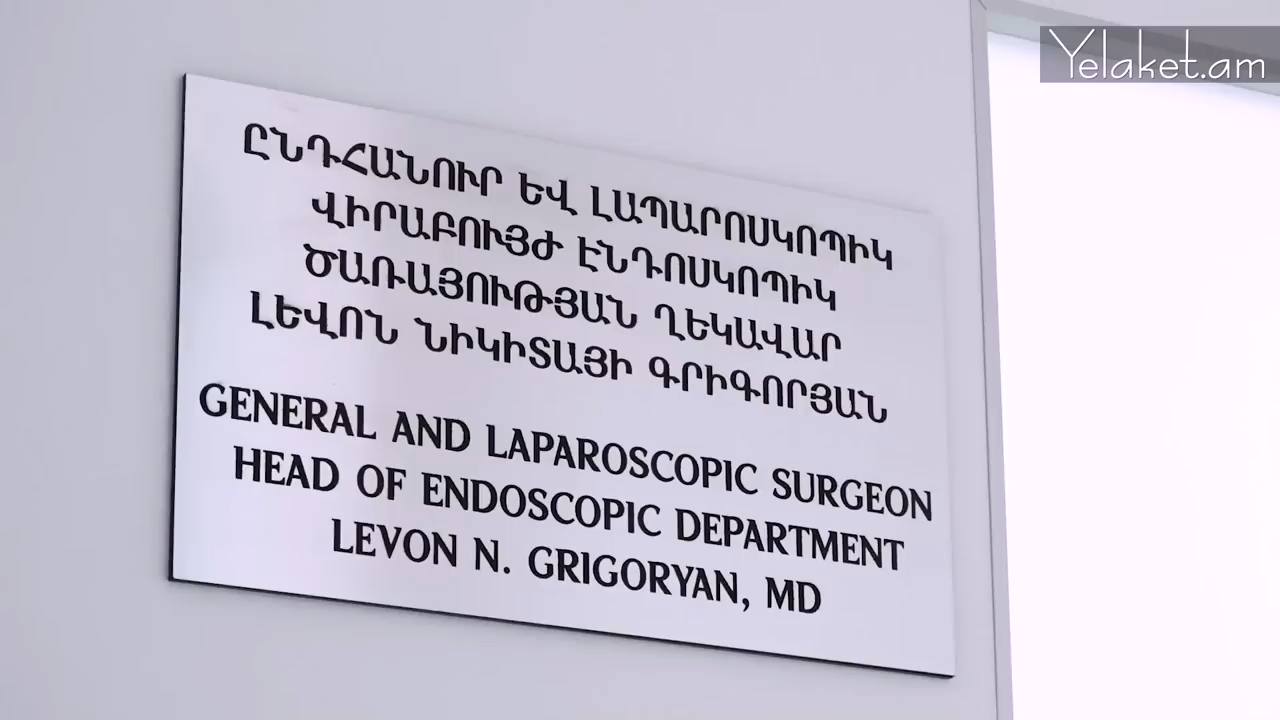 Yelaket.am
ԸՆԴՀԱՆՈՒՐ ԵՎ ԼԱՊԱՐՈՍԿՈՊԻԿ
ՎԻՐԱԲՈՒՅԺ ԷՆԴՈՍԿՈՊԻԿ
ԾԱՌԱՅՈՒԹՅԱՆ ՂԵԿԱՎԱՐ
ԼԵՎՈՆ ՆԻԿԻՏԱՅԻ ԳՐԻԳՈՐՅԱՆ
GENERAL AND LAPAROSCOPIC SURGEON
HEAD OF ENDOSCOPIC DEPARTMENT
LEVON N. GRIGORYAN, MD